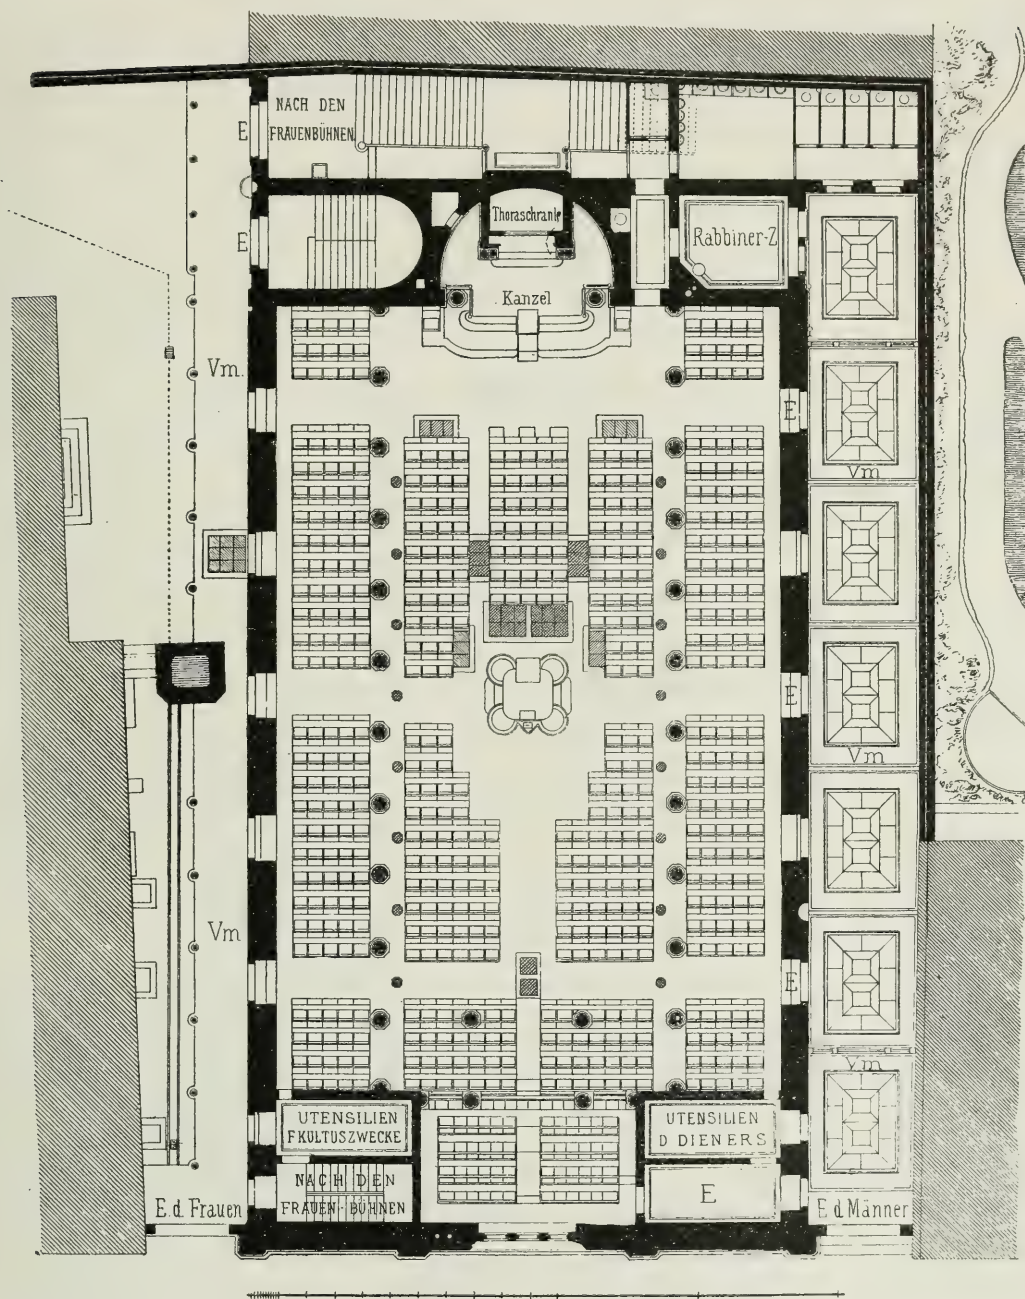 NACH DEN
FRAUENBÜHNEN
E
E
Thoraschrank
Rabbiner-Z
Kanzel
Vm.
E
Vm
E
Vm
Vm
E
Vm
UTENSILIEN
F KULTUSZWECKE
UTENSILIEN
D DIENERS
NACH DEN
FRAUEN-BÜHNEN
E
E.d. Frauen
E d Männer